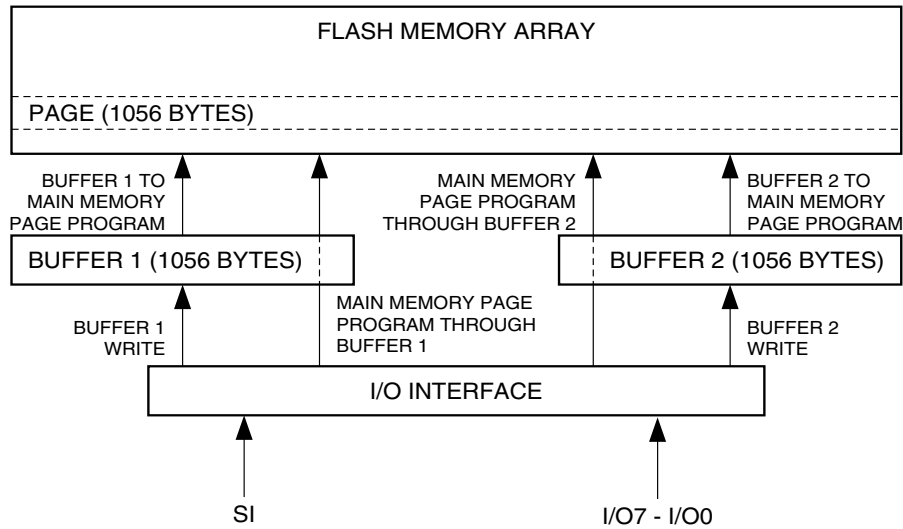 FLASH MEMORY ARRAY
PAGE (1056 BYTES)
BUFFER 1 TO
MAIN MEMORY
PAGE PROGRAM
MAIN MEMORY
PAGE PROGRAM
THROUGH BUFFER 2
BUFFER 2 TO
MAIN MEMORY
PAGE PROGRAM
BUFFER 1 (1056 BYTES)
BUFFER 2 (1056 BYTES)
BUFFER 1
WRITE
MAIN MEMORY PAGE
PROGRAM THROUGH
BUFFER 1
BUFFER 2
WRITE
I/O INTERFACE
SI
I/O7 - I/O0